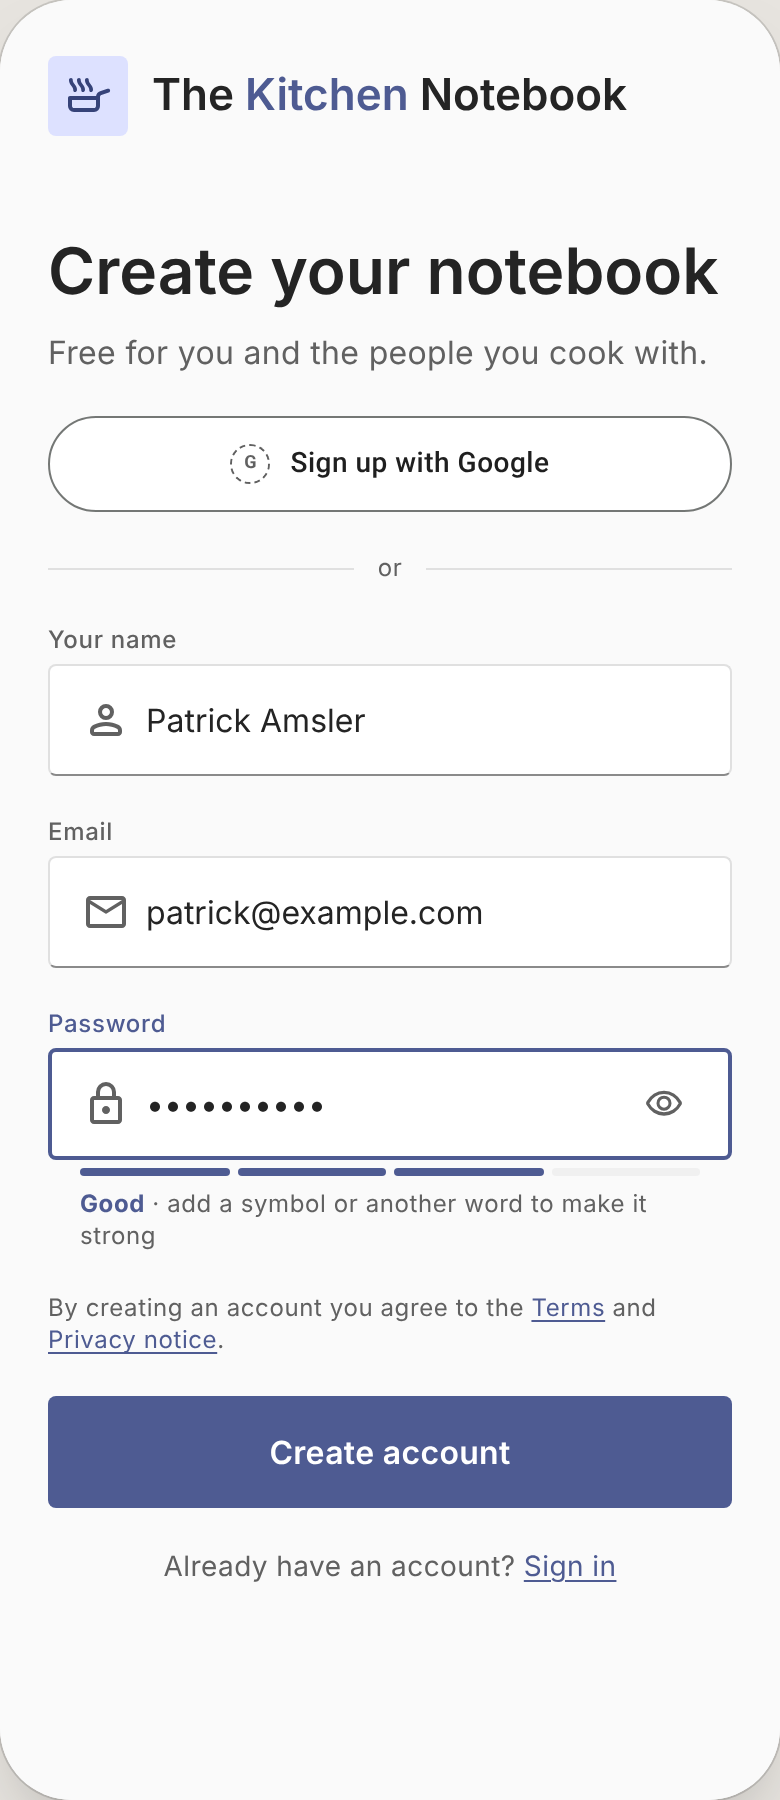 The Kitchen Notebook
Create your notebook
Free for you and the people you cook with.
G Sign up with Google
or
Your name
Patrick Amsler
Email
patrick@example.com
Password
••••••••••
Good · add a symbol or another word to make it
strong
By creating an account you agree to the Terms and
Privacy notice.
Create account
Already have an account? Sign in